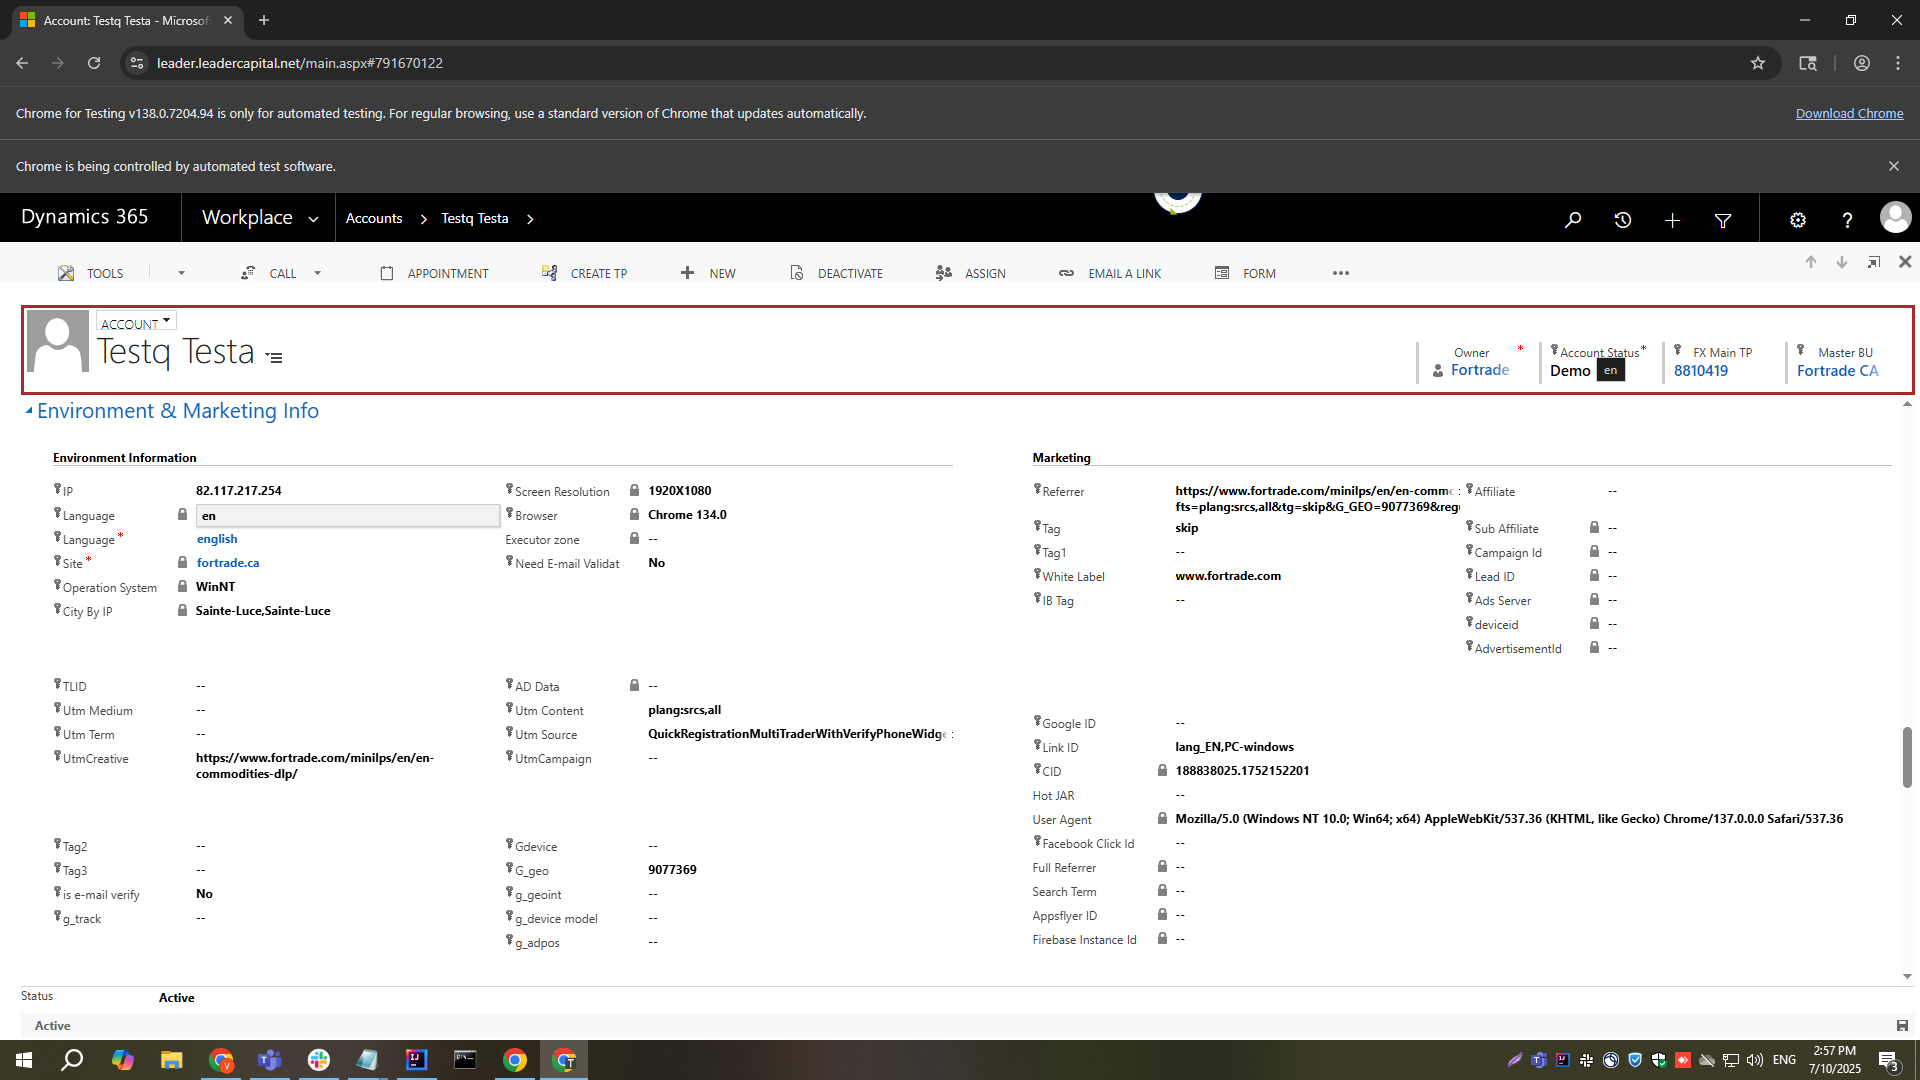 Account: Testq Testa - Microsof
leader.leadercapital.net/main.aspx#791670122
Chrome for Testing v138.0.7204.94 is only for automated testing. For regular browsing, use a standard version of Chrome that updates automatically.
Download Chrome
Chrome is being controlled by automated test software.
Dynamics 365
Workplace
Accounts
Testq Testa
TOOLS
CALL
APPOINTMENT
CREATE TP
NEW
DEACTIVATE
ASSIGN
EMAIL A LINK
FORM
ACCOUNT
Testq Testa
Owner *
Fortrade
Account Status *
Demo
en
FX Main TP
8810419
Master BU
Fortrade CA
Environment & Marketing Info
Environment Information
IP 82.117.217.254
Language en
Language * english
Site * fortrade.ca
Operation System WinNT
City By IP Sainte-Luce,Sainte-Luce
Screen Resolution 1920X1080
Browser Chrome 134.0
Executor zone --
Need E-mail Validat No
TLID --
Utm Medium --
Utm Term --
UtmCreative https://www.fortrade.com/minilps/en/en-
commodities-dlp/
AD Data --
Utm Content plang:srcs,all
Utm Source QuickRegistrationMultiTraderWithVerifyPhoneWidge
UtmCampaign --
Tag2 --
Tag3 --
is e-mail verify No
g_track --
Gdevice --
G_geo 9077369
g_geoint --
g_device model --
g_adpos --
Marketing
Referrer https://www.fortrade.com/minilps/en/en-commo
fts=plang:srcs,all&tg=skip&G_GEO=9077369&reg
Tag skip
Tag1 --
White Label www.fortrade.com
IB Tag --
Affiliate --
Sub Affiliate --
Campaign Id --
Lead ID --
Ads Server --
deviceid --
AdvertisementId --
Google ID --
Link ID lang_EN,PC-windows
CID 188838025.1752152201
Hot JAR --
User Agent Mozilla/5.0 (Windows NT 10.0; Win64; x64) AppleWebKit/537.36 (KHTML, like Gecko) Chrome/137.0.0.0 Safari/537.36
Facebook Click Id --
Full Referrer --
Search Term --
Appsflyer ID --
Firebase Instance Id --
Status Active
Active
ENG
2:57 PM
7/10/2025
3